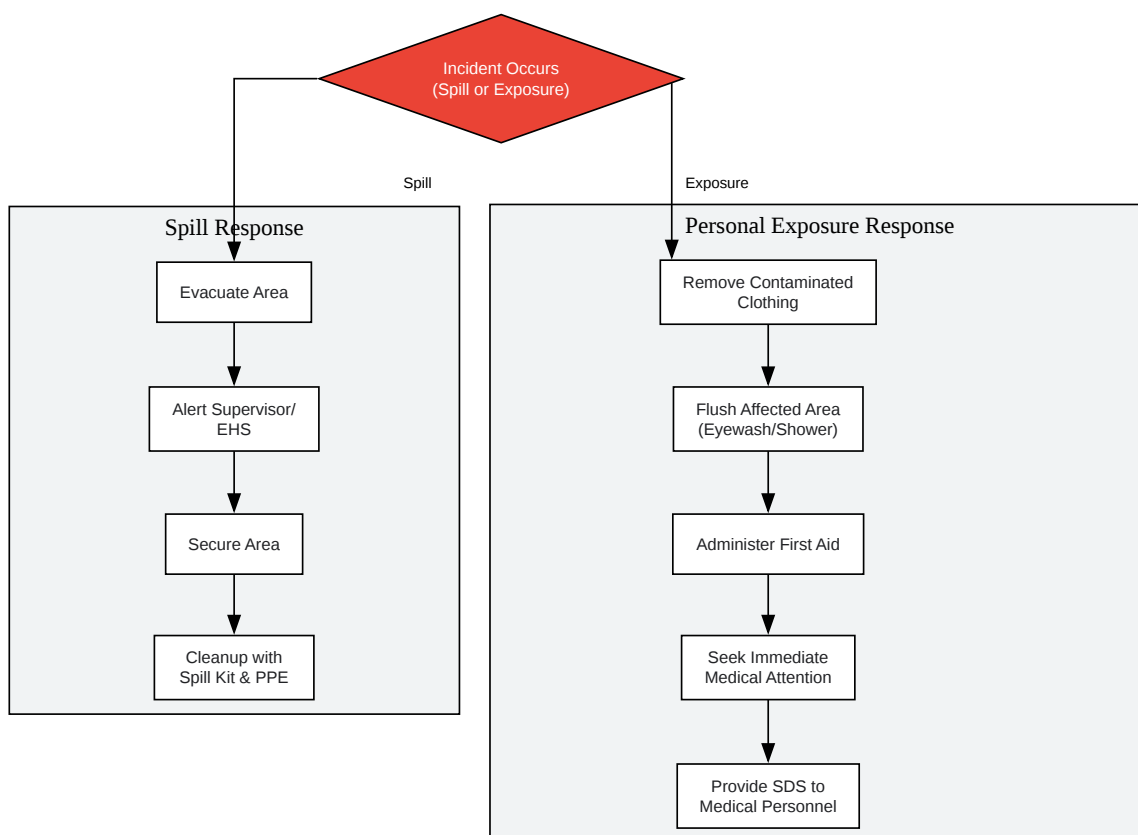 Incident Occurs
(Spill or Exposure)
Spill
Exposure
Spill Response
Evacuate Area
Alert Supervisor/
EHS
Secure Area
Cleanup with
Spill Kit & PPE
Personal Exposure Response
Remove Contaminated
Clothing
Flush Affected Area
(Eyewash/Shower)
Administer First Aid
Seek Immediate
Medical Attention
Provide SDS to
Medical Personnel